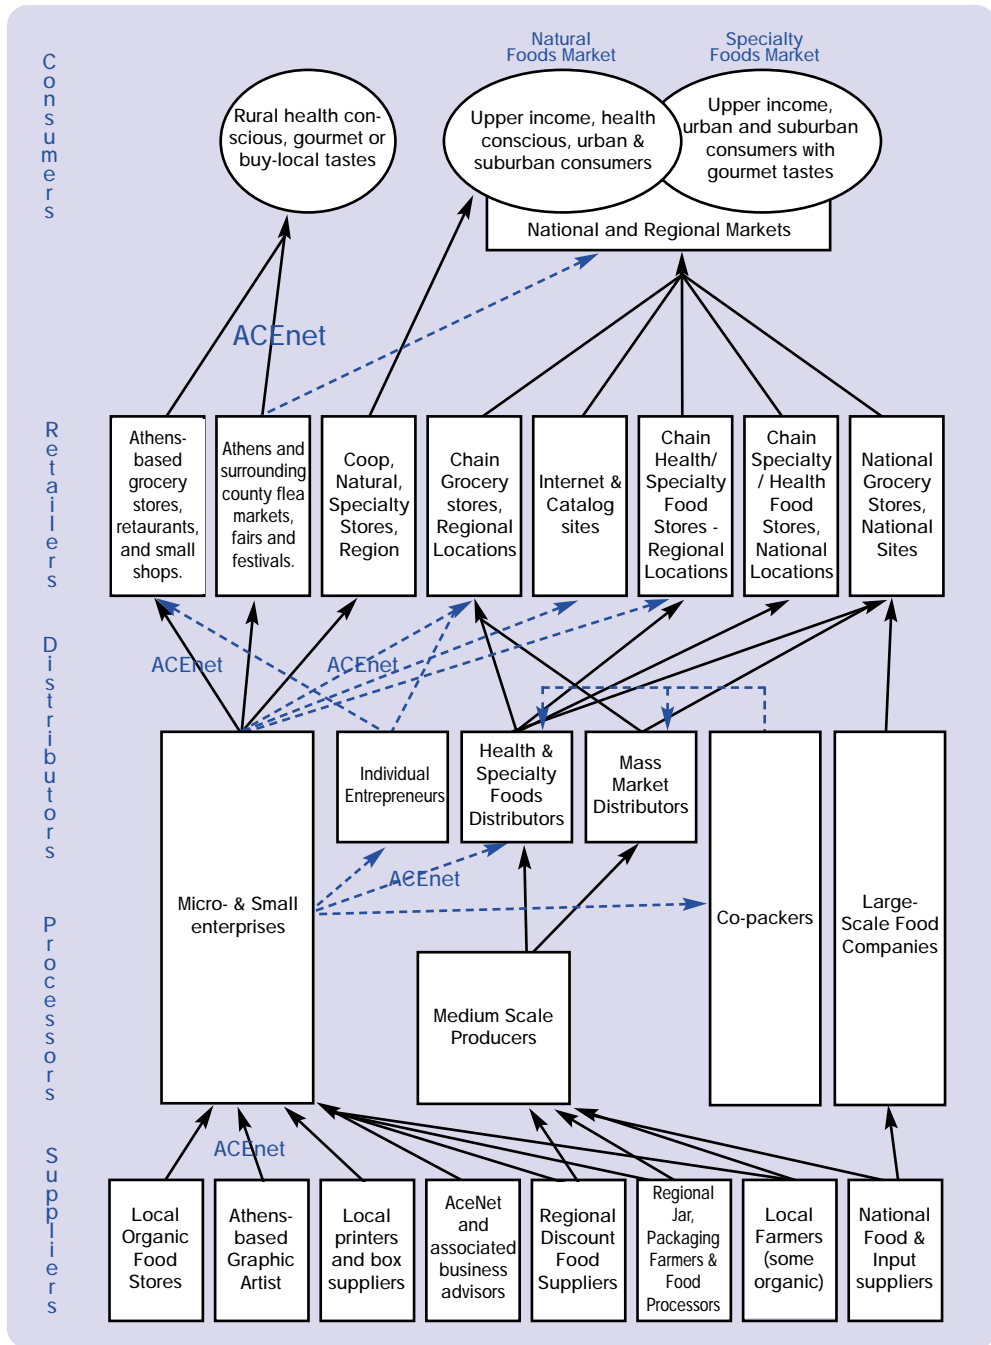 Consumers
Natural
Foods Market
Specialty
Foods Market
Rural health con-
scious, gourmet or
buy-local tastes
Upper income, health
conscious, urban &
suburban consumers
Upper income,
urban and suburban
consumers with
gourmet tastes
National and Regional Markets
ACEnet
Retailers
Athens-
based
grocery
stores,
retaurants,
and small
shops.
Athens and
surrounding
county flea
markets,
fairs and
festivals.
Coop,
Natural,
Specialty
Stores,
Region
Chain
Grocery
stores,
Regional
Locations
Internet &
Catalog
sites
Chain
Health/
Specialty
Food
Stores -
Regional
Locations
Chain
Specialty
/ Health
Food
Stores,
National
Locations
National
Grocery
Stores,
National
Sites
Distributors
ACEnet
ACEnet
Individual
Entrepreneurs
Health &
Specialty
Foods
Distributors
Mass
Market
Distributors
ACEnet
Processors
Micro- & Small
enterprises
Medium Scale
Producers
Co-packers
Large-
Scale Food
Companies
Suppliers
ACEnet
Local
Organic
Food
Stores
Athens-
based
Graphic
Artist
Local
printers
and box
suppliers
AceNet
and
associated
business
advisors
Regional
Discount
Food
Suppliers
Regional
Jar,
Packaging
Farmers &
Food
Processors
Local
Farmers
(some
organic)
National
Food &
Input
suppliers